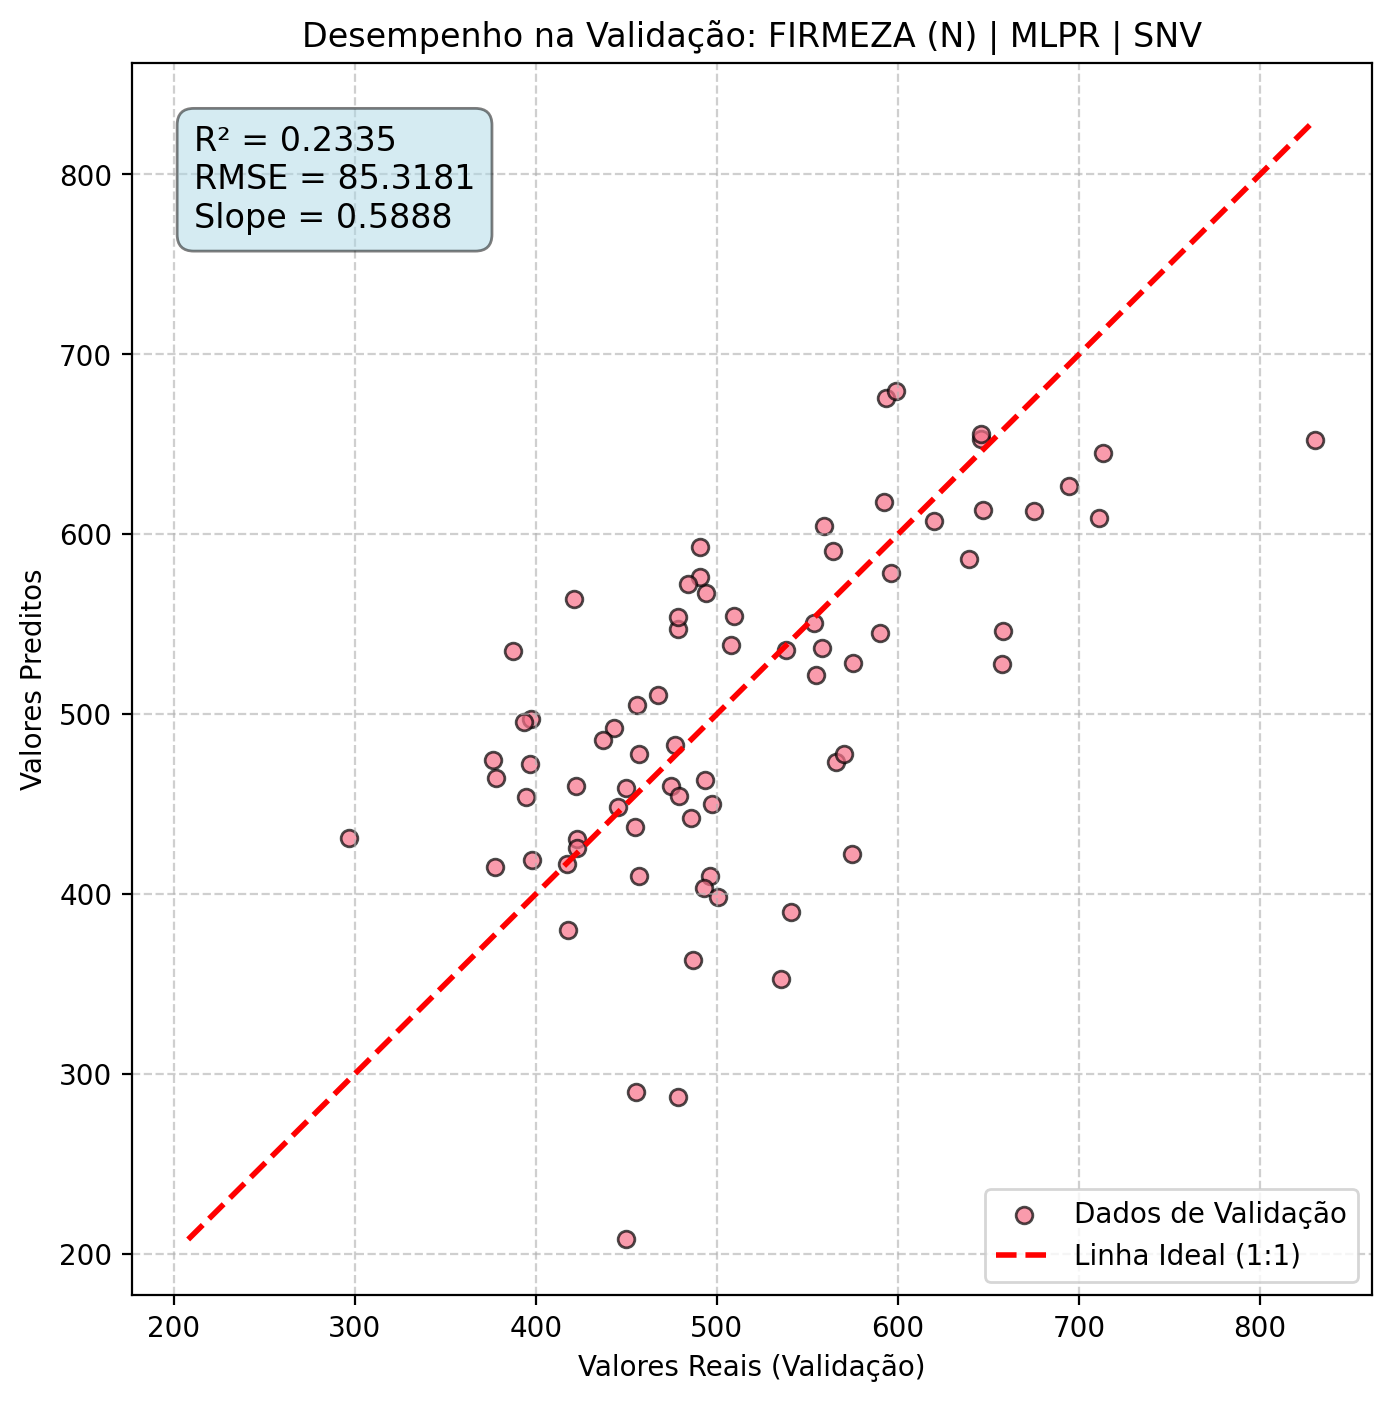 Desempenho na Validação: FIRMEZA (N) | MLPR | SNV
R² = 0.2335
RMSE = 85.3181
Slope = 0.5888
800
700
600
500
400
300
200
Valores Preditos
Dados de Validação
Linha Ideal (1:1)
200 300 400 500 600 700 800
Valores Reais (Validação)